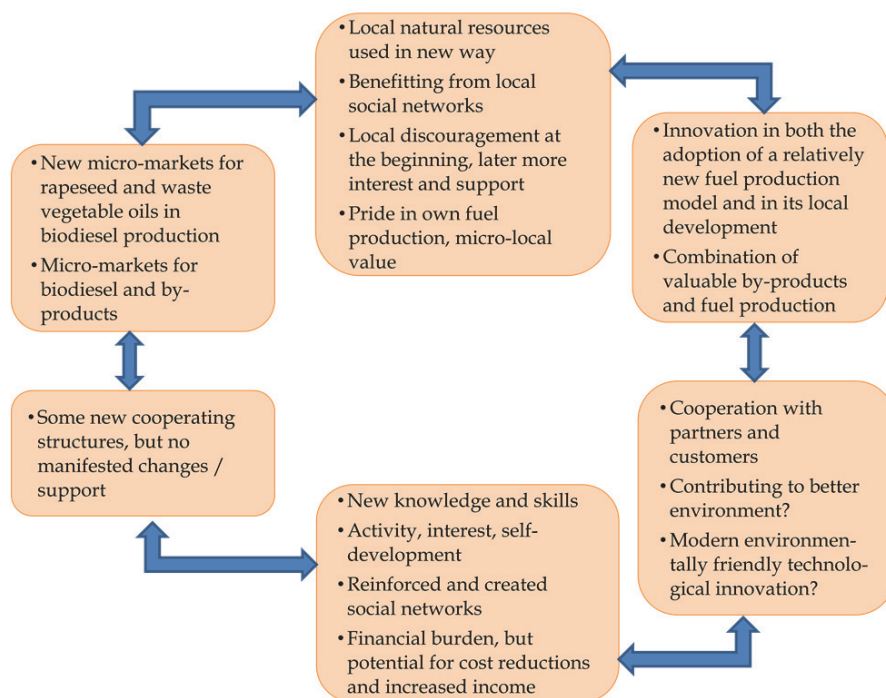 • Local natural resources
used in new way
• Benefitting from local
social networks
• Local discouragement at
the beginning, later more
interest and support
• Pride in own fuel
production, micro-local
value
• Innovation in both the
adoption of a relatively
new fuel production
model and in its local
development
• Combination of
valuable by-products
and fuel production
• Cooperation with
partners and
customers
• Contributing to better
environment?
• Modern environmen-
tally friendly technolo-
gical innovation?
• New knowledge and skills
• Activity, interest, self-
development
• Reinforced and created
social networks
• Financial burden, but
potential for cost reductions
and increased income
• Some new cooperating
structures, but no
manifested changes /
support
• New micro-markets for
rapeseed and waste
vegetable oils in
biodiesel production
• Micro-markets for
biodiesel and by-
products